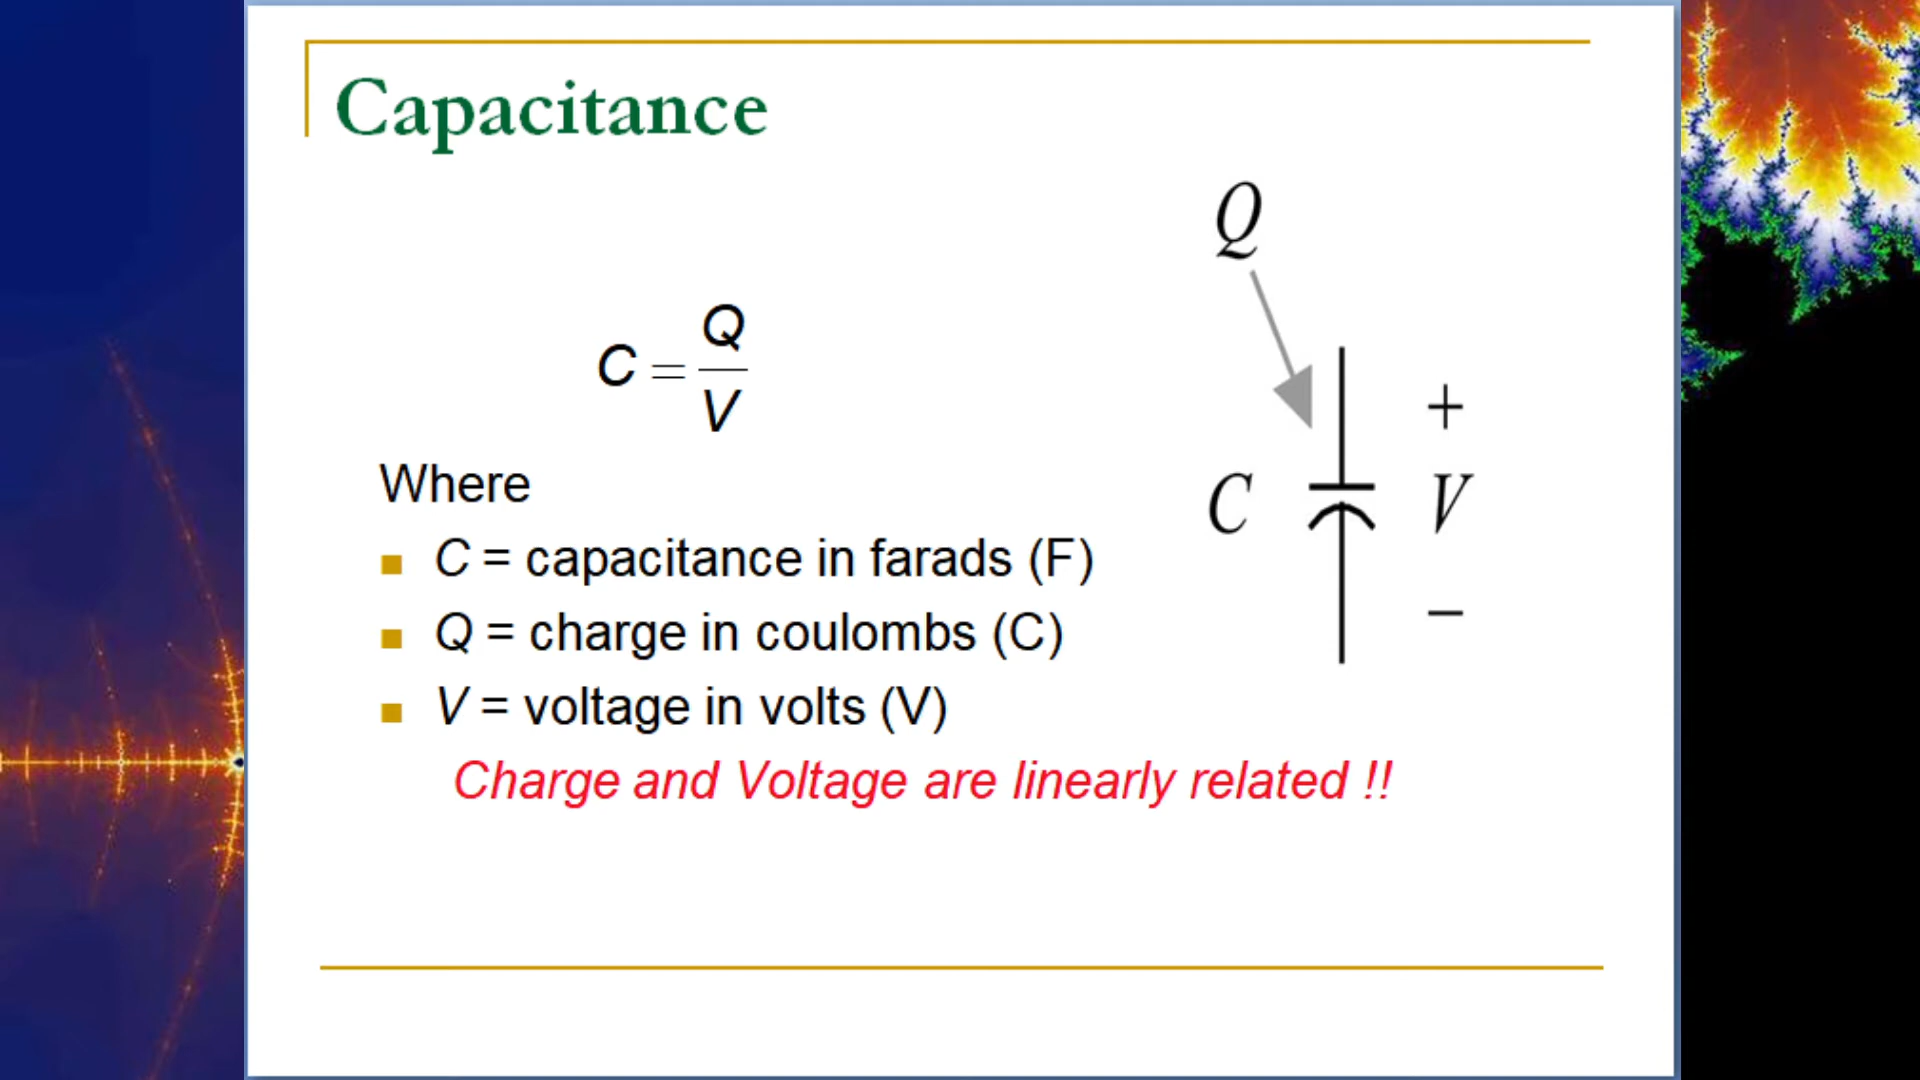 Capacitance
C = Q / V
Where
C = capacitance in farads (F)
Q = charge in coulombs (C)
V = voltage in volts (V)
Charge and Voltage are linearly related !!
Q
+
C V
−